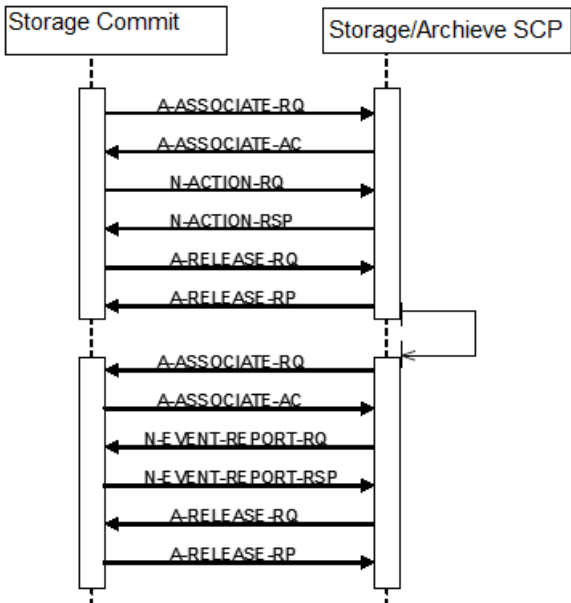 Storage Commit
Storage/Archieve SCP
A-ASSOCIATE-RQ
A-ASSOCIATE-AC
N-ACTION-RQ
N-ACTION-RSP
A-RELEASE-RQ
A-RELEASE-RP
A-ASSOCIATE-RQ
A-ASSOCIATE-AC
N-EVENT-REPORT-RQ
N-EVENT-REPORT-RSP
A-RELEASE-RQ
A-RELEASE-RP